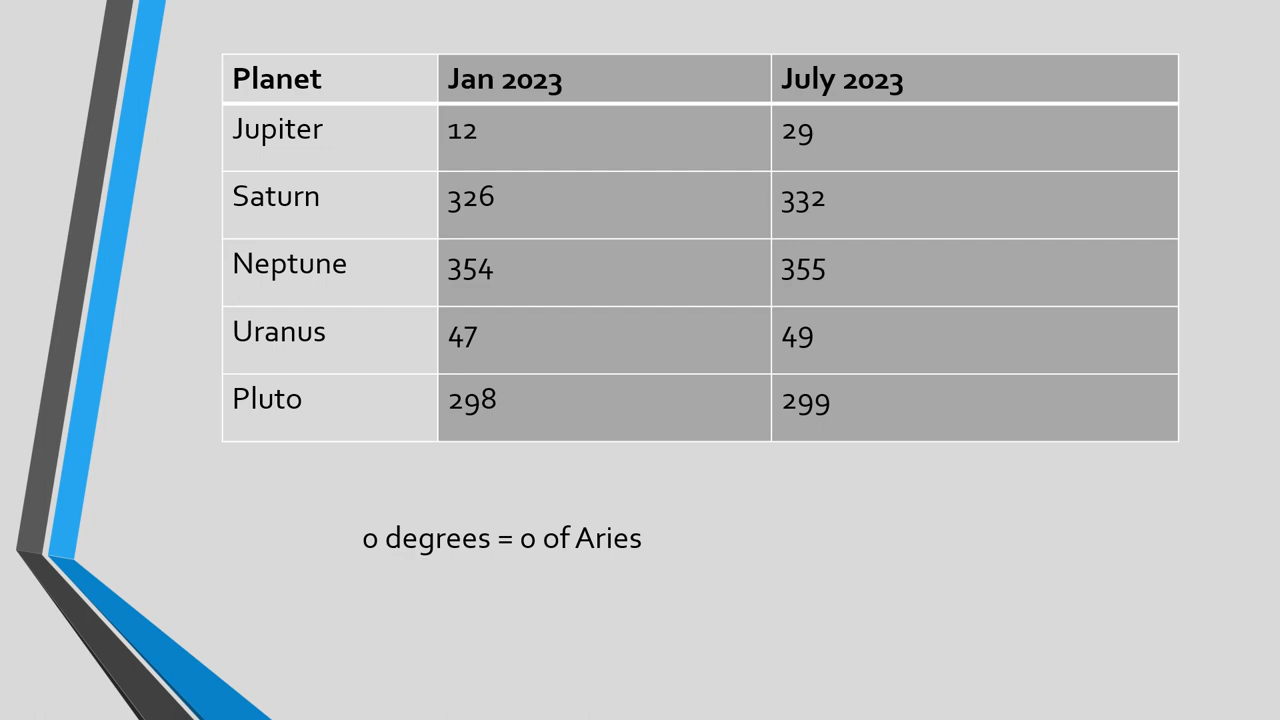 Planet Jan 2023 July 2023
Jupiter 12 29
Saturn 326 332
Neptune 354 355
Uranus 47 49
Pluto 298 299
0 degrees = 0 of Aries